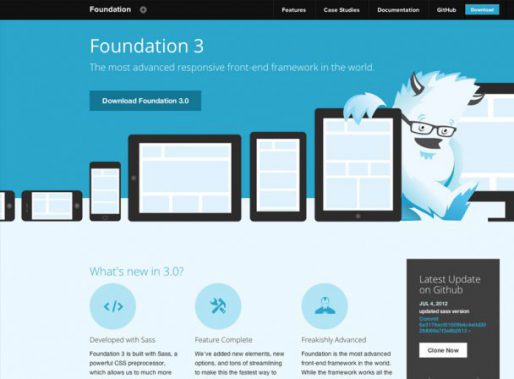 Foundation
Features
Case Studies
Documentation
GitHub
Download
Foundation 3
The most advanced responsive front-end framework in the world.
Download Foundation 3.0
What's new in 3.0?
Developed with Sass
Foundation 3 is built with Sass, a
powerful CSS preprocessor,
which allows us to much more
Feature Complete
We've added new elements, new
options, and tons of streamlining
to make this the fastest way to
Freakishly Advanced
Foundation is the most advanced
front-end framework in the world.
While the framework works all the
Latest Update
on Github
JUL 4, 2012
updated sass version
Commit
Clone Now